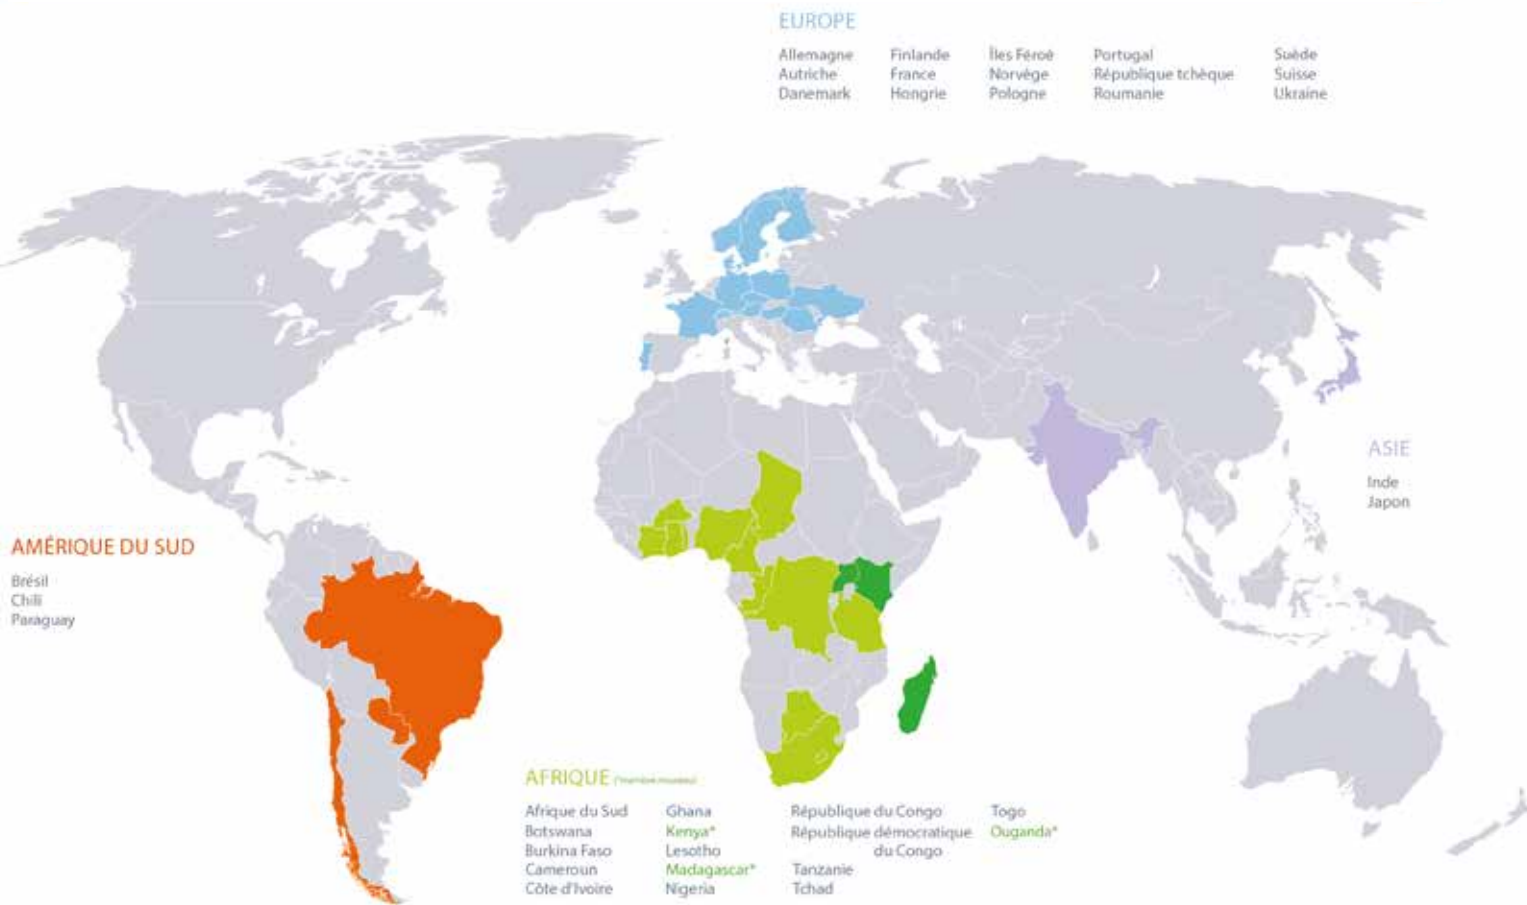 EUROPE
Allemagne
Autriche
Danemark
Finlande
France
Hongrie
Îles Féroé
Norvège
Pologne
Portugal
République tchèque
Roumanie
Suède
Suisse
Ukraine
ASIE
Inde
Japon
AMÉRIQUE DU SUD
Brésil
Chili
Paraguay
AFRIQUE
Afrique du Sud
Botswana
Burkina Faso
Cameroun
Côte d'Ivoire
Ghana
Kenya*
Lesotho
Madagascar*
Nigeria
République du Congo
République démocratique
du Congo
Tanzanie
Tchad
Togo
Ouganda*